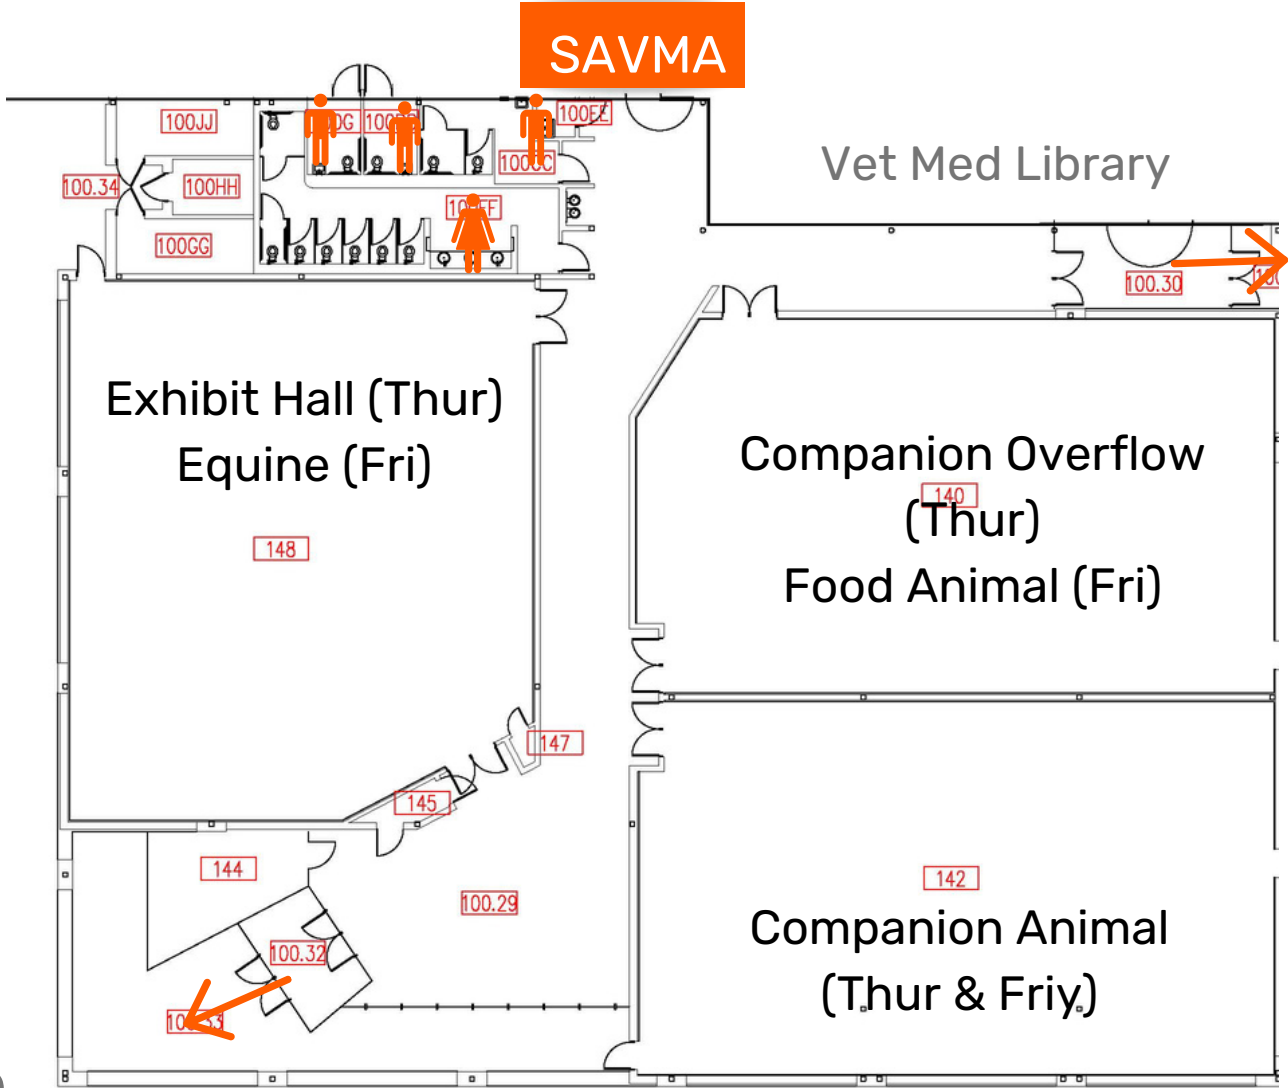 SAVMA
100JJ
100EE
Vet Med Library
100.34
100HH
100GG
100.30
Exhibit Hall (Thur)
Equine (Fri)
148
Companion Overflow
140
(Thur)
Food Animal (Fri)
147
145
144
100.29
100.32
142
Companion Animal
(Thur & Friy)